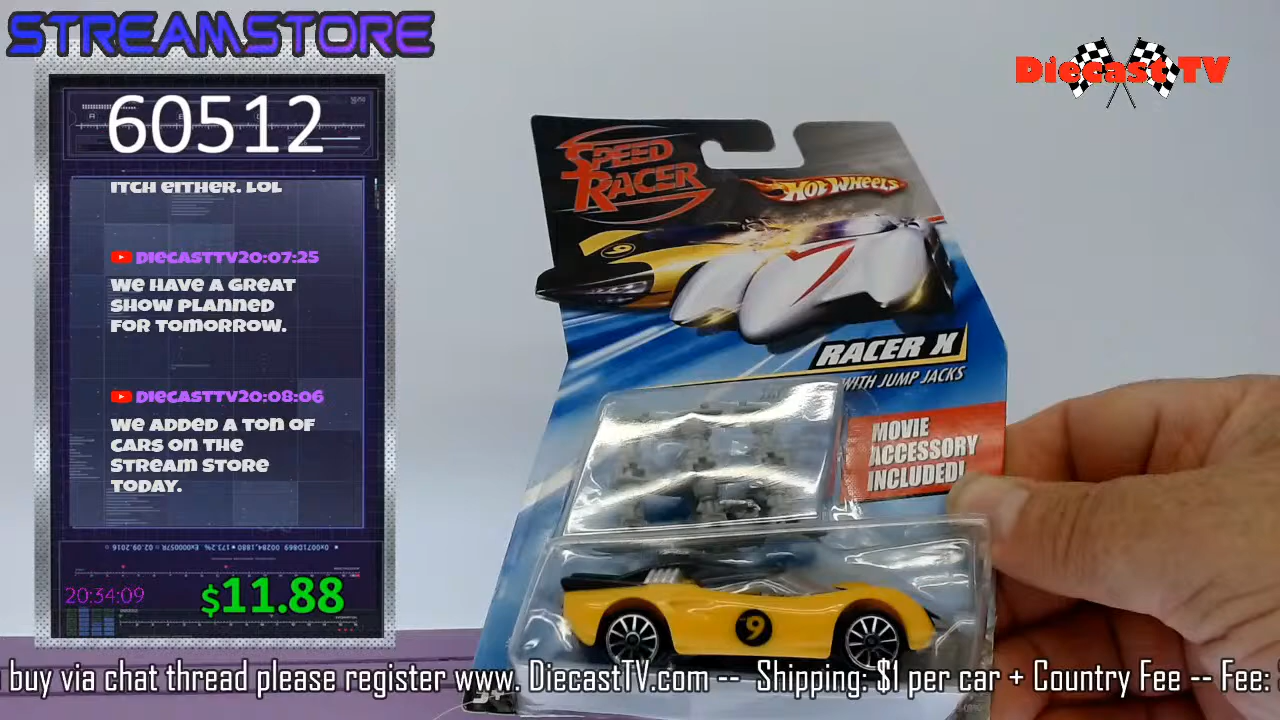 STREAMSTORE
Diecast TV
60512
ITCH EITHER. LOL
DIECASTTV20:07:25
WE HAVE A GREAT
SHOW PLANNED
FOR TOMORROW.
DIECASTTV20:08:06
WE ADDED A TON OF
CARS ON THE
STREAM STORE
TODAY.
20:34:09
$11.88
SPEED
RACER
HOT WHEELS
9
RACER X
WITH JUMP JACKS
MOVIE
ACCESSORY
INCLUDED!
9
buy via chat thread please register www. DiecastTV.com -- Shipping: $1 per car + Country Fee -- Fee: